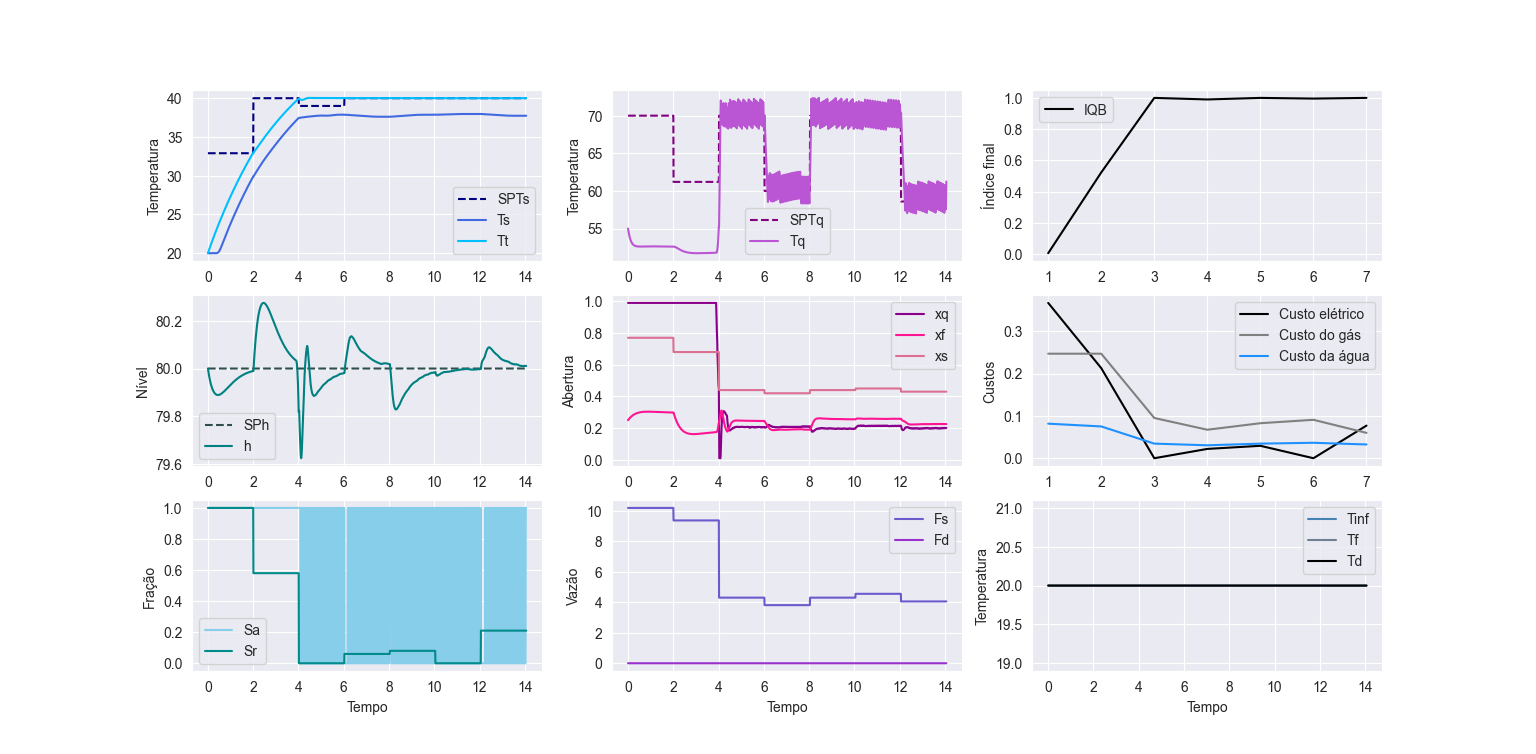 Temperatura
40
35
30
25
20
SPTs
Ts
Tt
0 2 4 6 8 10 12 14
Temperatura
70
65
60
55
SPTq
Tq
0 2 4 6 8 10 12 14
Índice final
1.0
0.8
0.6
0.4
0.2
0.0
IQB
1 2 3 4 5 6 7
Nível
80.2
80.0
79.8
79.6
SPh
h
0 2 4 6 8 10 12 14
Abertura
1.0
0.8
0.6
0.4
0.2
0.0
xq
xf
xs
0 2 4 6 8 10 12 14
Custos
0.3
0.2
0.1
0.0
Custo elétrico
Custo do gás
Custo da água
1 2 3 4 5 6 7
Fração
1.0
0.8
0.6
0.4
0.2
0.0
Sa
Sr
0 2 4 6 8 10 12 14
Tempo
Vazão
10
8
6
4
2
0
Fs
Fd
0 2 4 6 8 10 12 14
Tempo
Temperatura
21.0
20.5
20.0
19.5
19.0
Tinf
Tf
Td
0 2 4 6 8 10 12 14
Tempo